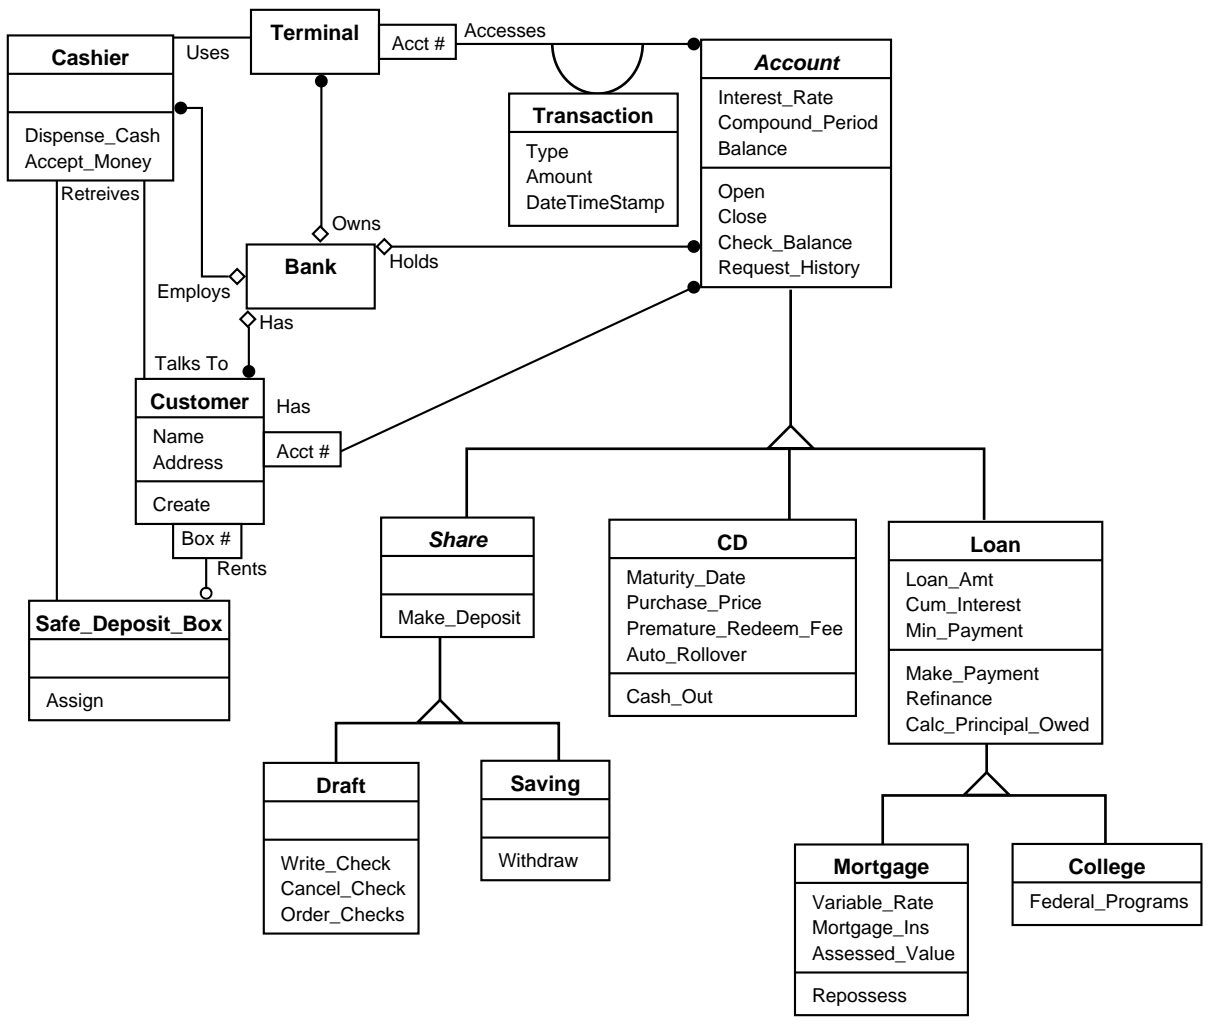 Terminal
Acct #
Accesses
Cashier
Uses
Dispense_Cash
Accept_Money
Retreives
Transaction
Type
Amount
DateTimeStamp
Account
Interest_Rate
Compound_Period
Balance
Open
Close
Check_Balance
Request_History
Owns
Bank
Holds
Employs
Has
Talks To
Customer
Name
Address
Create
Has
Acct #
Box #
Rents
Safe_Deposit_Box
Assign
Share
Make_Deposit
CD
Maturity_Date
Purchase_Price
Premature_Redeem_Fee
Auto_Rollover
Cash_Out
Loan
Loan_Amt
Cum_Interest
Min_Payment
Make_Payment
Refinance
Calc_Principal_Owed
Draft
Write_Check
Cancel_Check
Order_Checks
Saving
Withdraw
Mortgage
Variable_Rate
Mortgage_Ins
Assessed_Value
Repossess
College
Federal_Programs